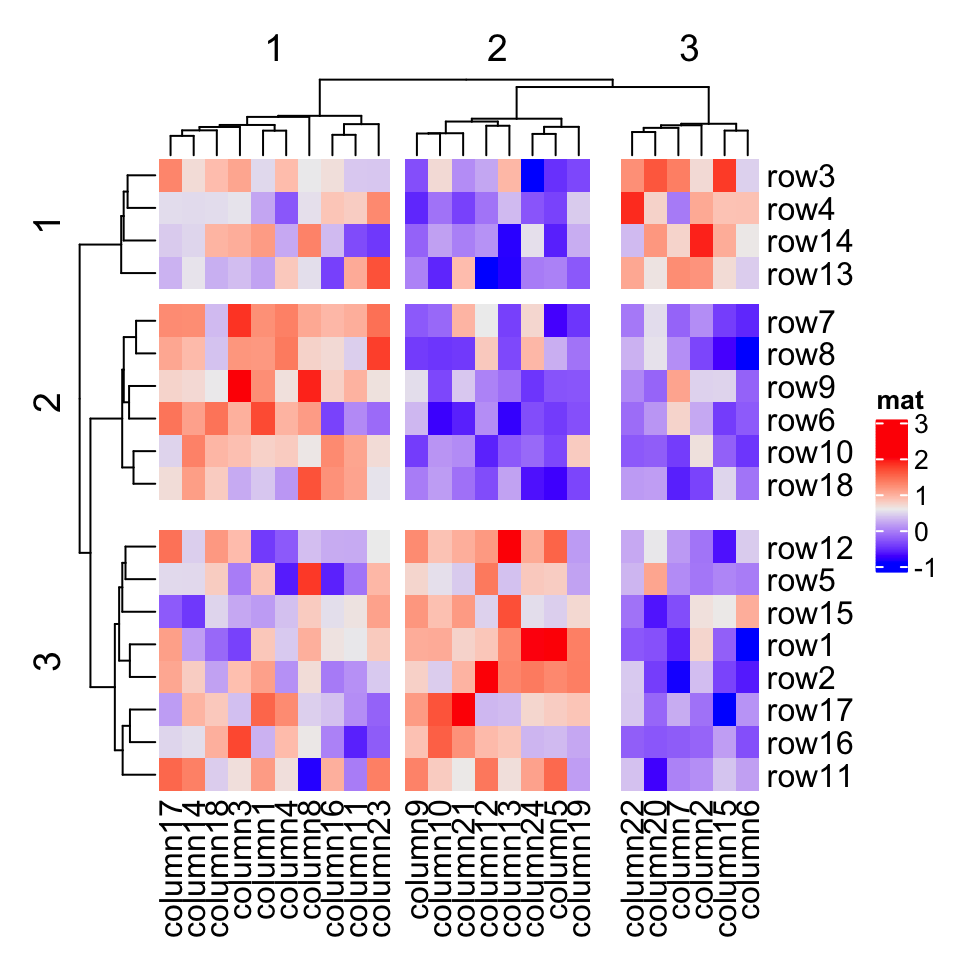 1 2 3
1
row3
row4
row14
row13
2
row7
row8
row9
row6
row10
row18
3
row12
row5
row15
row1
row2
row17
row16
row11
mat
3
2
1
0
-1
column17
column14
column18
column3
column1
column4
column8
column16
column11
column23
column9
column10
column21
column12
column13
column24
column5
column19
column22
column20
column7
column2
column15
column6